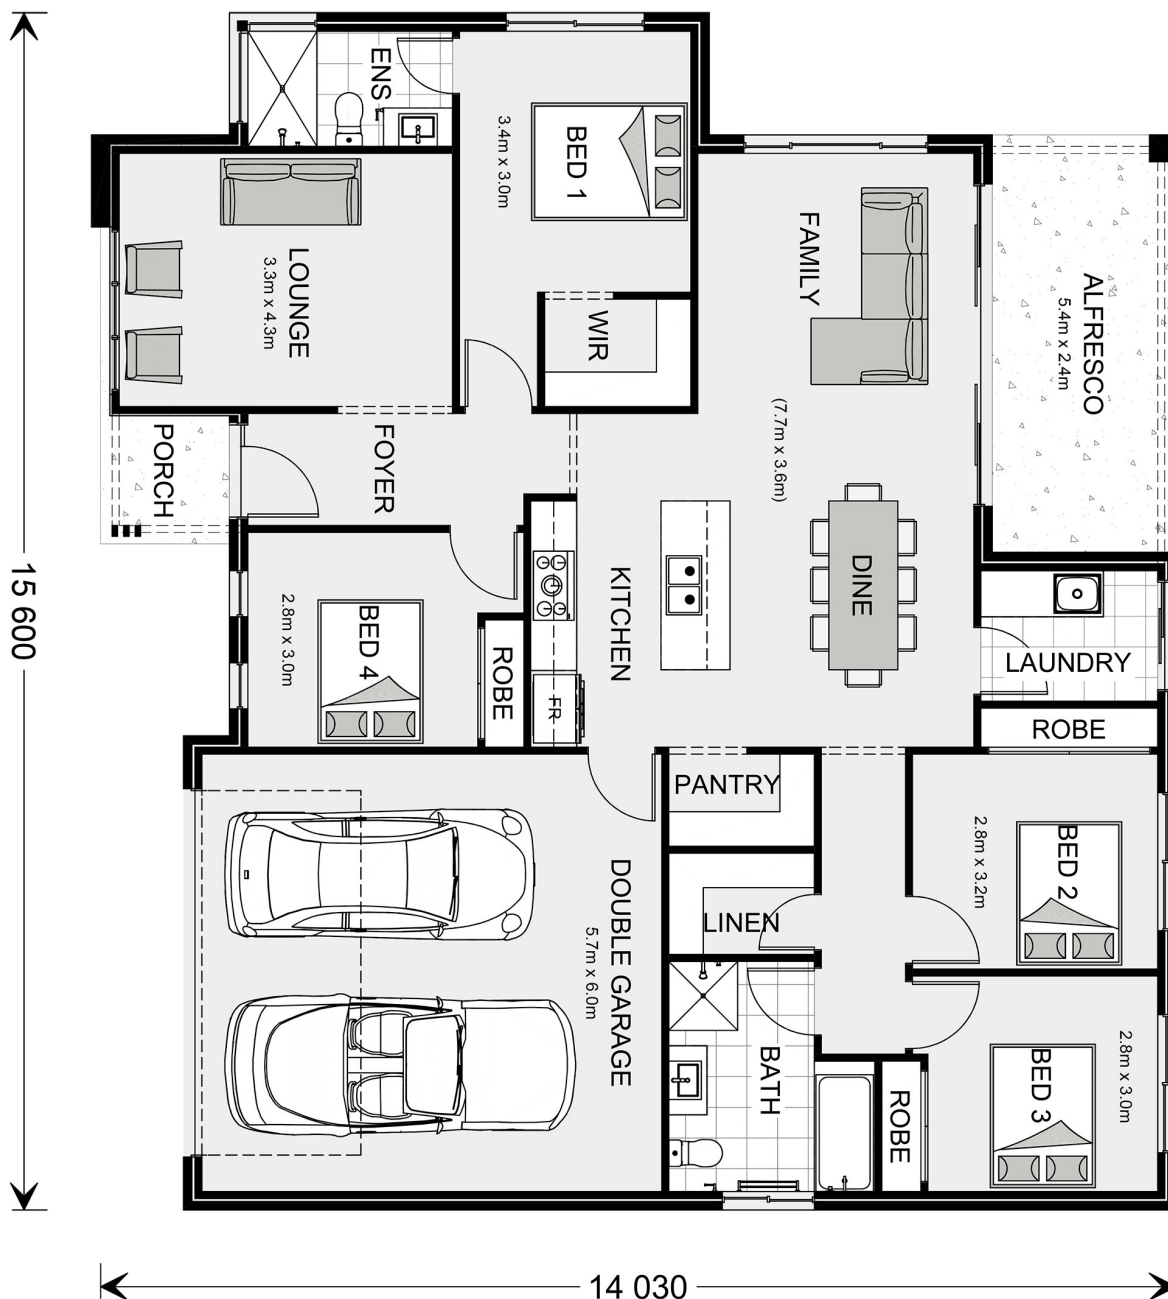 ENS
BED 1
3.4m x 3.0m
LOUNGE
3.3m x 4.3m
WIR
FAMILY
(7.7m x 3.6m)
ALFRESCO
5.4m x 2.4m
PORCH
FOYER
BED 4
2.8m x 3.0m
ROBE
KITCHEN
FR
DINE
LAUNDRY
ROBE
PANTRY
LINEN
BED 2
2.8m x 3.2m
DOUBLE GARAGE
5.7m x 6.0m
BATH
ROBE
BED 3
2.8m x 3.0m
15 600
14 030